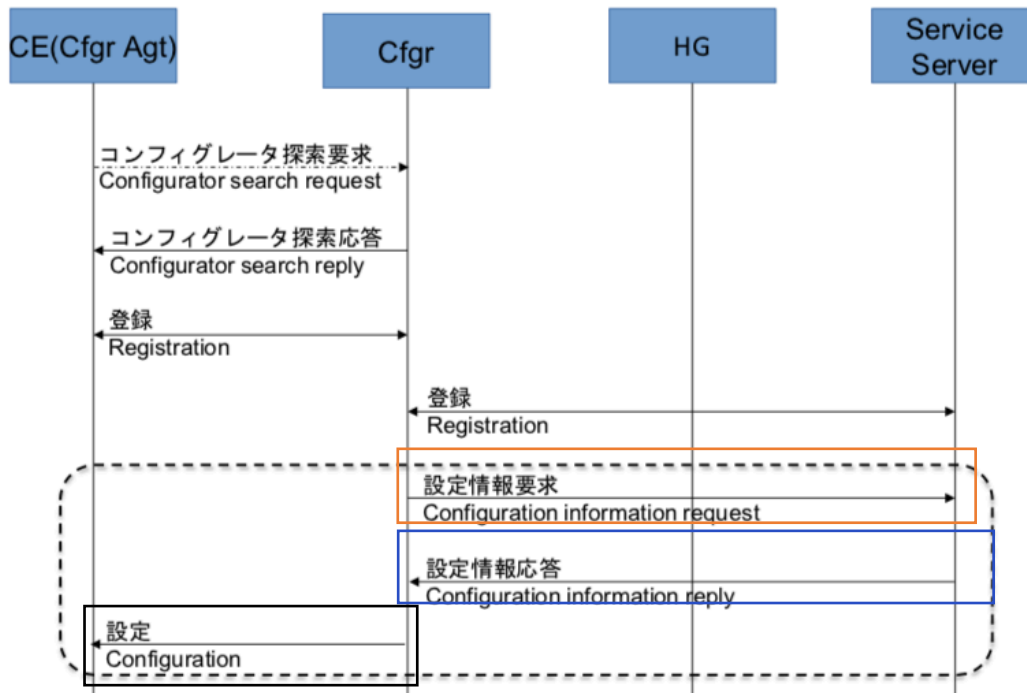 CE(Cfgr Agt)
Cfgr
HG
Service
Server
コンフィグレータ探索要求
Configurator search request
コンフィグレータ探索応答
Configurator search reply
登録
Registration
登録
Registration
設定情報要求
Configuration information request
設定情報応答
Configuration information reply
設定
Configuration